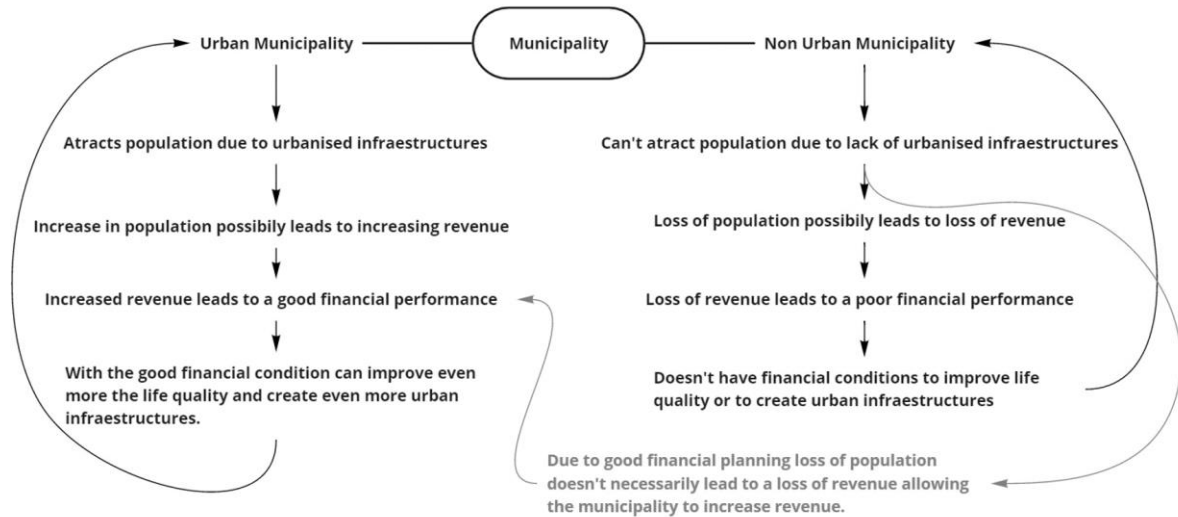 Urban Municipality
Municipality
Non Urban Municipality
Atracts population due to urbanised infraestructures
Can't atract population due to lack of urbanised infraestructures
Increase in population possibily leads to increasing revenue
Loss of population possibily leads to loss of revenue
Increased revenue leads to a good financial performance
Loss of revenue leads to a poor financial performance
With the good financial condition can improve even
more the life quality and create even more urban
infraestructures.
Doesn't have financial conditions to improve life
quality or to create urban infraestructures
Due to good financial planning loss of population
doesn't necessarily lead to a loss of revenue allowing
the municipality to increase revenue.